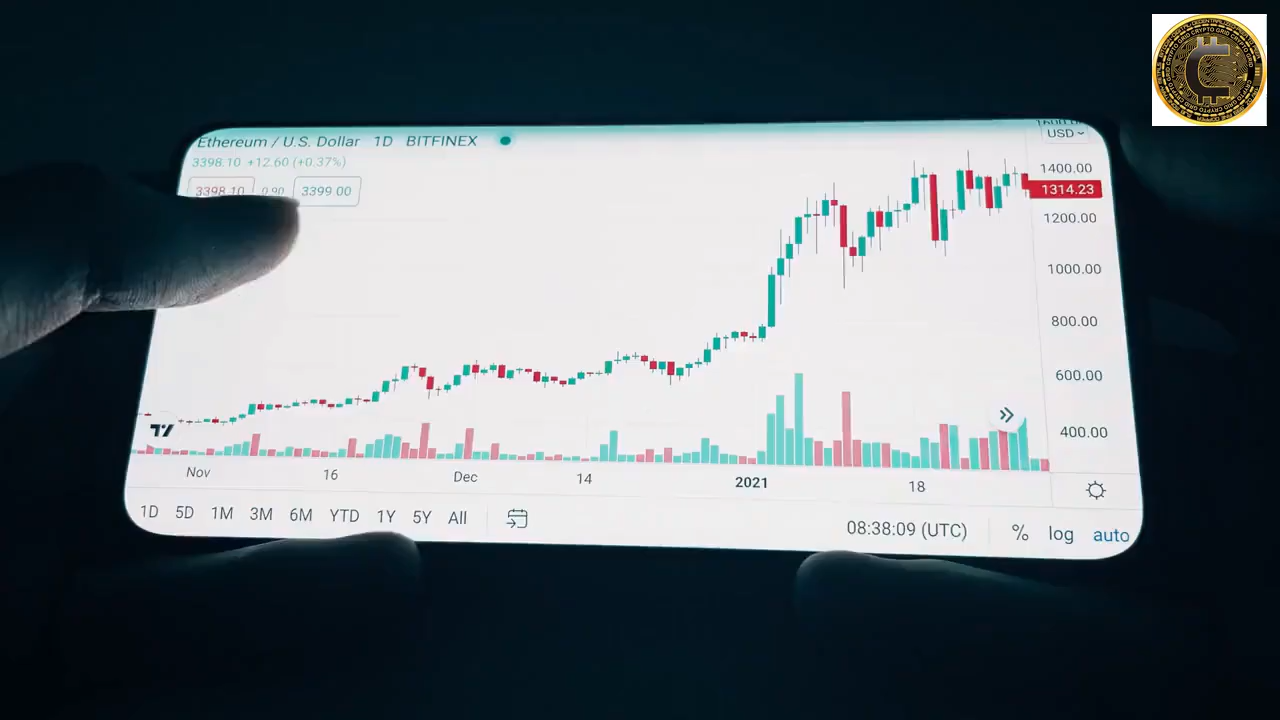 Ethereum / U.S. Dollar 1D BITFINEX
3398.10 +12.60 (+0.37%)
3398.10 0.90 3399.00
USD
1400.00
1314.23
1200.00
1000.00
800.00
600.00
400.00
Nov 16 Dec 14 2021 18
1D 5D 1M 3M 6M YTD 1Y 5Y All
08:38:09 (UTC) % log auto